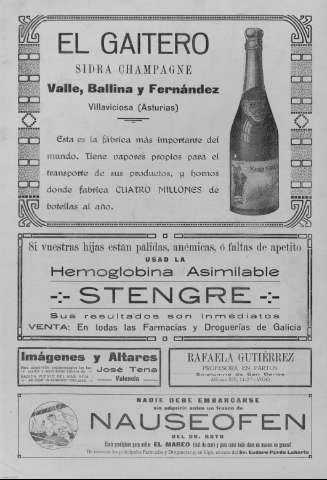 EL GAITERO
SIDRA CHAMPAGNE
Valle, Ballina y Fernández
Villaviciosa (Asturias)
Esta es la fábrica más importante del
mundo. Tiene vapores propios para el
transporte de sus productos, y hornos
donde fabrica CUATRO MILLONES de
botellas al año.
Si vuestras hijas están pálidas, anémicas, ó faltas de apetito
USAD LA
Hemoglobina Asimilable
STENGRE
Sus resultados son inmediatos
VENTA: En todas las Farmacias y Droguerías de Galicia
Imágenes y Altares
José Tena
Valencia
RAFAELA GUTIÉRREZ
PROFESORA EN PARTOS
NADIE DEBE EMBARCARSE
sin adquirir antes un frasco de
NAUSEOFEN
DEL DR. SOTO
EL MAREO